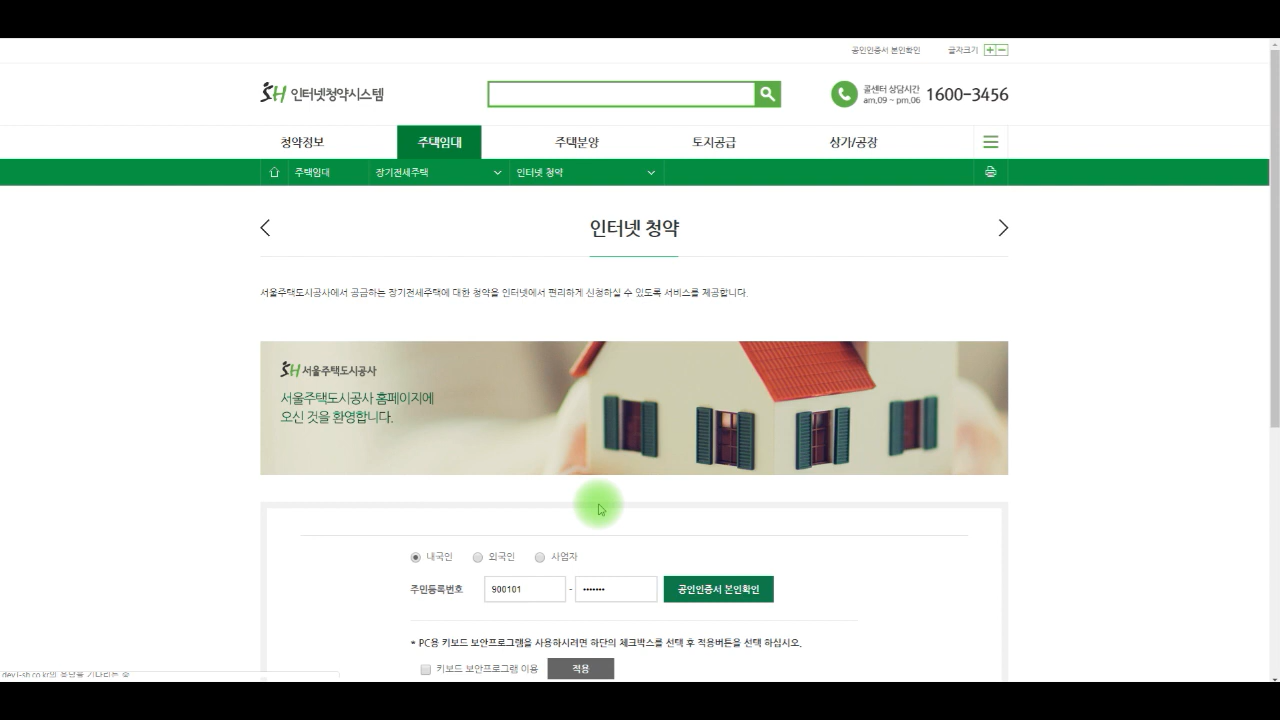 공인인증서 본인확인 글자크기
SH 인터넷청약시스템
콜센터 상담시간
am.09 ~ pm.06
1600-3456
청약정보 주택임대 주택분양 토지공급 상가/공장
주택임대 장기전세주택 인터넷 청약
인터넷 청약
서울주택도시공사에서 공급하는 장기전세주택에 대한 청약을 인터넷에서 편리하게 신청하실 수 있도록 서비스를 제공합니다.
SH 서울주택도시공사
서울주택도시공사 홈페이지에
오신 것을 환영합니다.
내국인 외국인 사업자
주민등록번호 900101 - ••••••• 공인인증서 본인확인
* PC용 키보드 보안프로그램을 사용하시려면 하단의 체크박스를 선택 후 적용버튼을 선택 하십시오.
키보드 보안프로그램 이용 적용